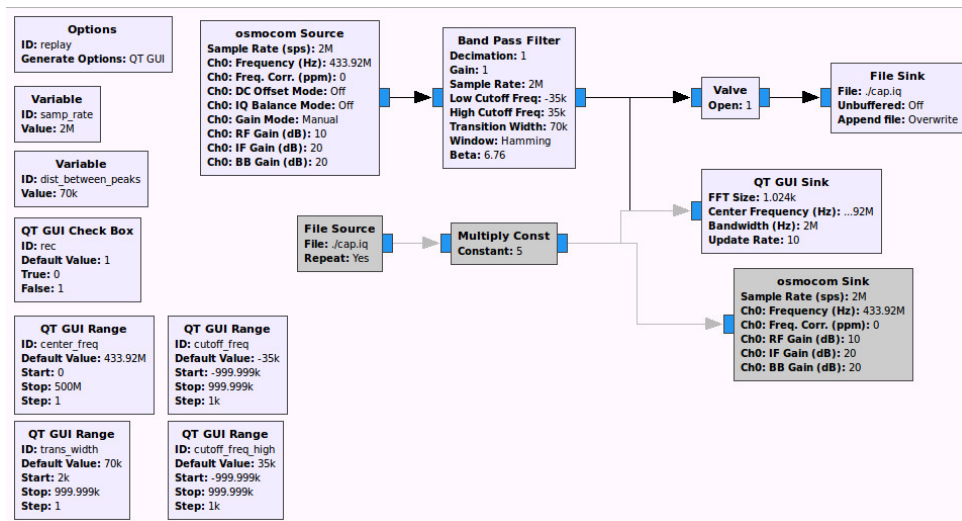 Options
ID: replay
Generate Options: QT GUI
Variable
ID: samp_rate
Value: 2M
Variable
ID: dist_between_peaks
Value: 70k
QT GUI Check Box
ID: rec
Default Value: 1
True: 0
False: 1
QT GUI Range
ID: center_freq
Default Value: 433.92M
Start: 0
Stop: 500M
Step: 1
QT GUI Range
ID: cutoff_freq
Default Value: -35k
Start: -999.999k
Stop: 999.999k
Step: 1k
QT GUI Range
ID: trans_width
Default Value: 70k
Start: 2k
Stop: 999.999k
Step: 1
QT GUI Range
ID: cutoff_freq_high
Default Value: 35k
Start: -999.999k
Stop: 999.999k
Step: 1k
osmocom Source
Sample Rate (sps): 2M
Ch0: Frequency (Hz): 433.92M
Ch0: Freq. Corr. (ppm): 0
Ch0: DC Offset Mode: Off
Ch0: IQ Balance Mode: Off
Ch0: Gain Mode: Manual
Ch0: RF Gain (dB): 10
Ch0: IF Gain (dB): 20
Ch0: BB Gain (dB): 20
Band Pass Filter
Decimation: 1
Gain: 1
Sample Rate: 2M
Low Cutoff Freq: -35k
High Cutoff Freq: 35k
Transition Width: 70k
Window: Hamming
Beta: 6.76
Valve
Open: 1
File Sink
File: ./cap.iq
Unbuffered: Off
Append file: Overwrite
QT GUI Sink
FFT Size: 1.024k
Center Frequency (Hz): ...92M
Bandwidth (Hz): 2M
Update Rate: 10
File Source
File: ./cap.iq
Repeat: Yes
Multiply Const
Constant: 5
osmocom Sink
Sample Rate (sps): 2M
Ch0: Frequency (Hz): 433.92M
Ch0: Freq. Corr. (ppm): 0
Ch0: RF Gain (dB): 10
Ch0: IF Gain (dB): 20
Ch0: BB Gain (dB): 20